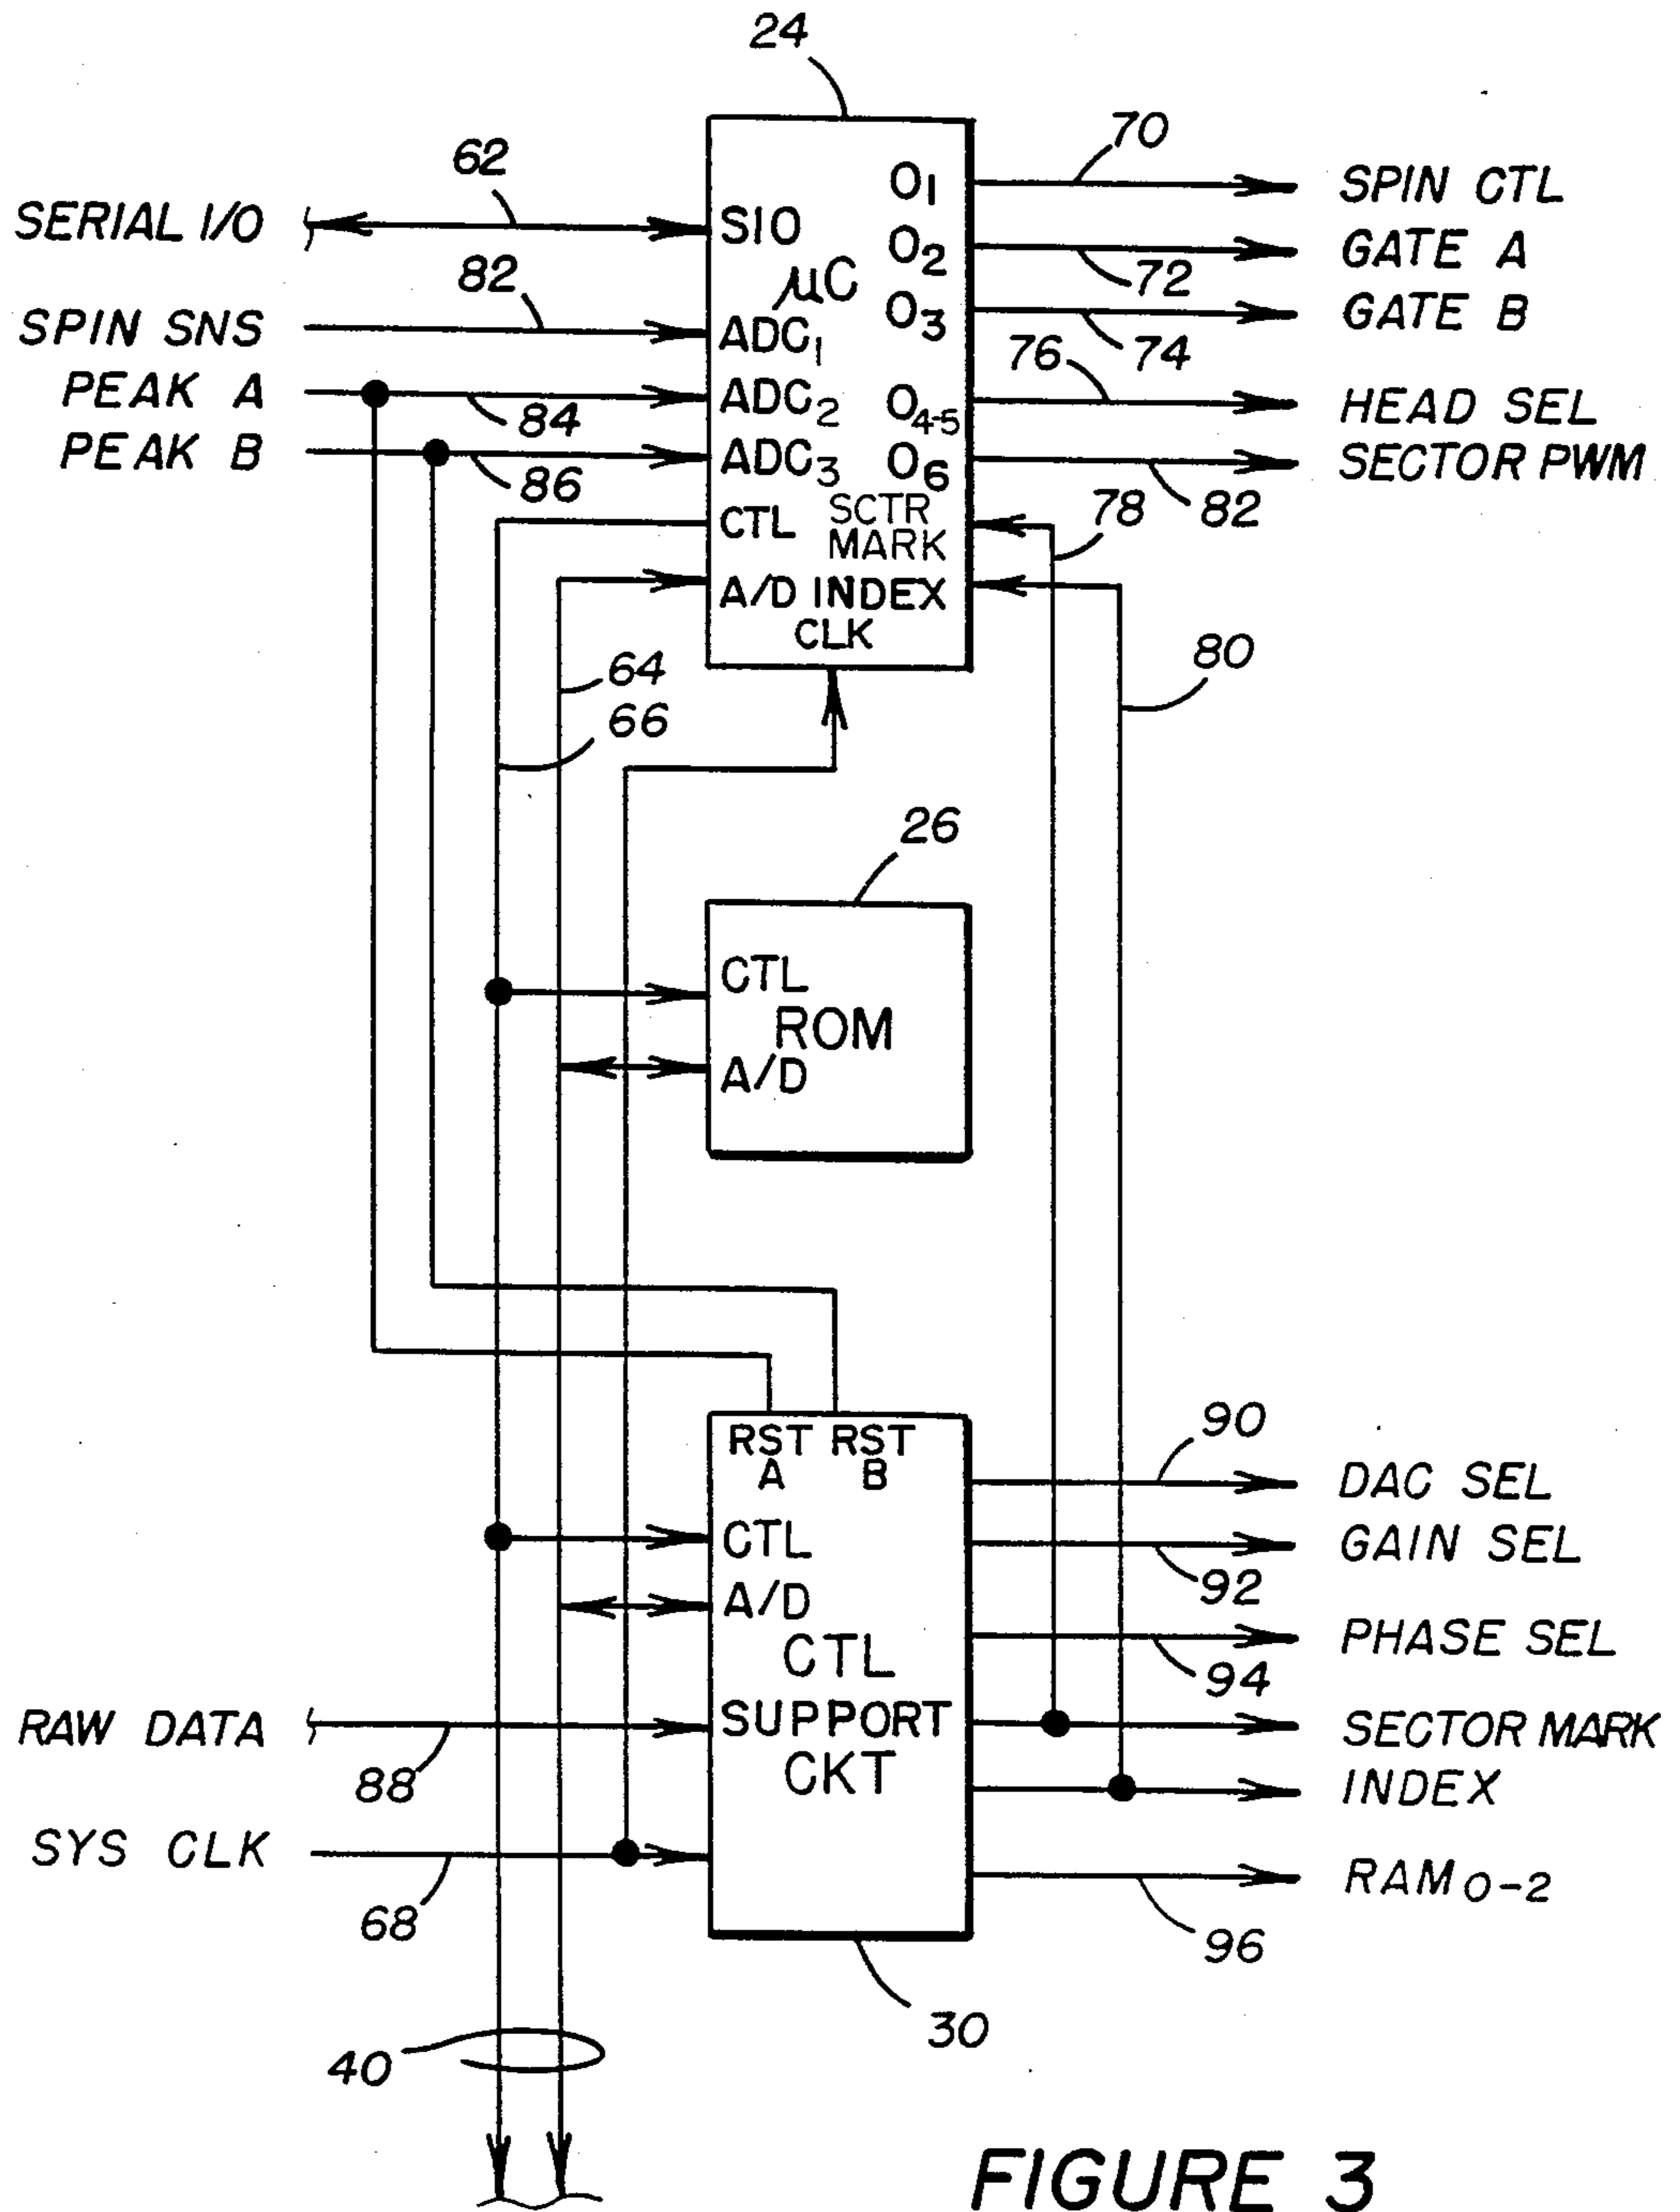 24
70
62
SERIAL I/O
SIO
O1
SPIN CTL
µC
O2
72
GATE A
82
SPIN SNS
ADC1
O3
74
GATE B
PEAK A
84
ADC2
76
O4-5
HEAD SEL
PEAK B
86
ADC3
O6
82
SECTOR PWM
CTL
SCTR
MARK
78
A/D
INDEX
CLK
80
64
66
26
CTL
ROM
A/D
RST RST
A B
90
DAC SEL
CTL
GAIN SEL
92
A/D
CTL
PHASE SEL
94
RAW DATA
SUPPORT
SECTOR MARK
88
CKT
INDEX
SYS CLK
68
RAM0-2
96
30
40
FIGURE 3